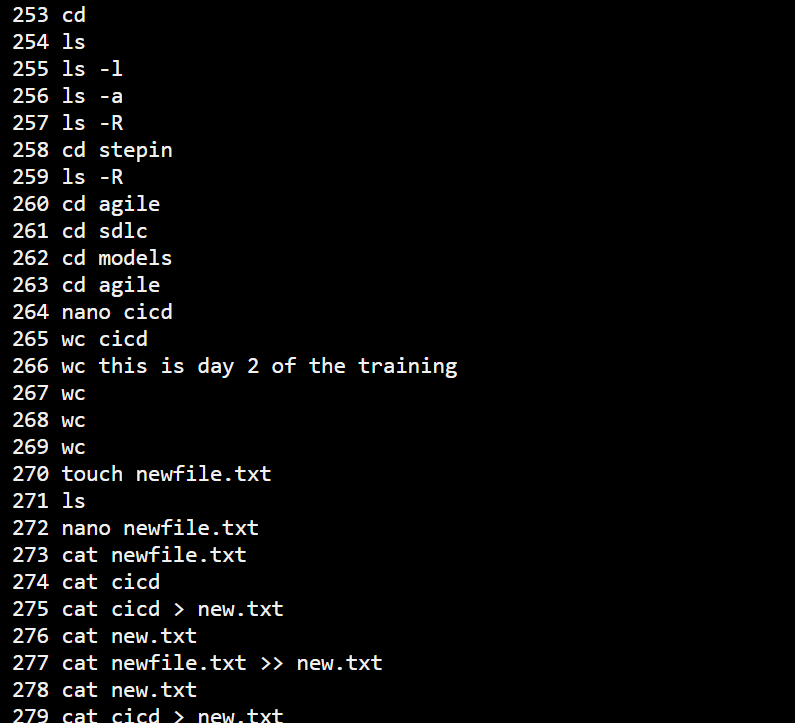 253 cd
254 ls
255 ls -l
256 ls -a
257 ls -R
258 cd stepin
259 ls -R
260 cd agile
261 cd sdlc
262 cd models
263 cd agile
264 nano cicd
265 wc cicd
266 wc this is day 2 of the training
267 wc
268 wc
269 wc
270 touch newfile.txt
271 ls
272 nano newfile.txt
273 cat newfile.txt
274 cat cicd
275 cat cicd > new.txt
276 cat new.txt
277 cat newfile.txt >> new.txt
278 cat new.txt
279 cat cicd > new.txt